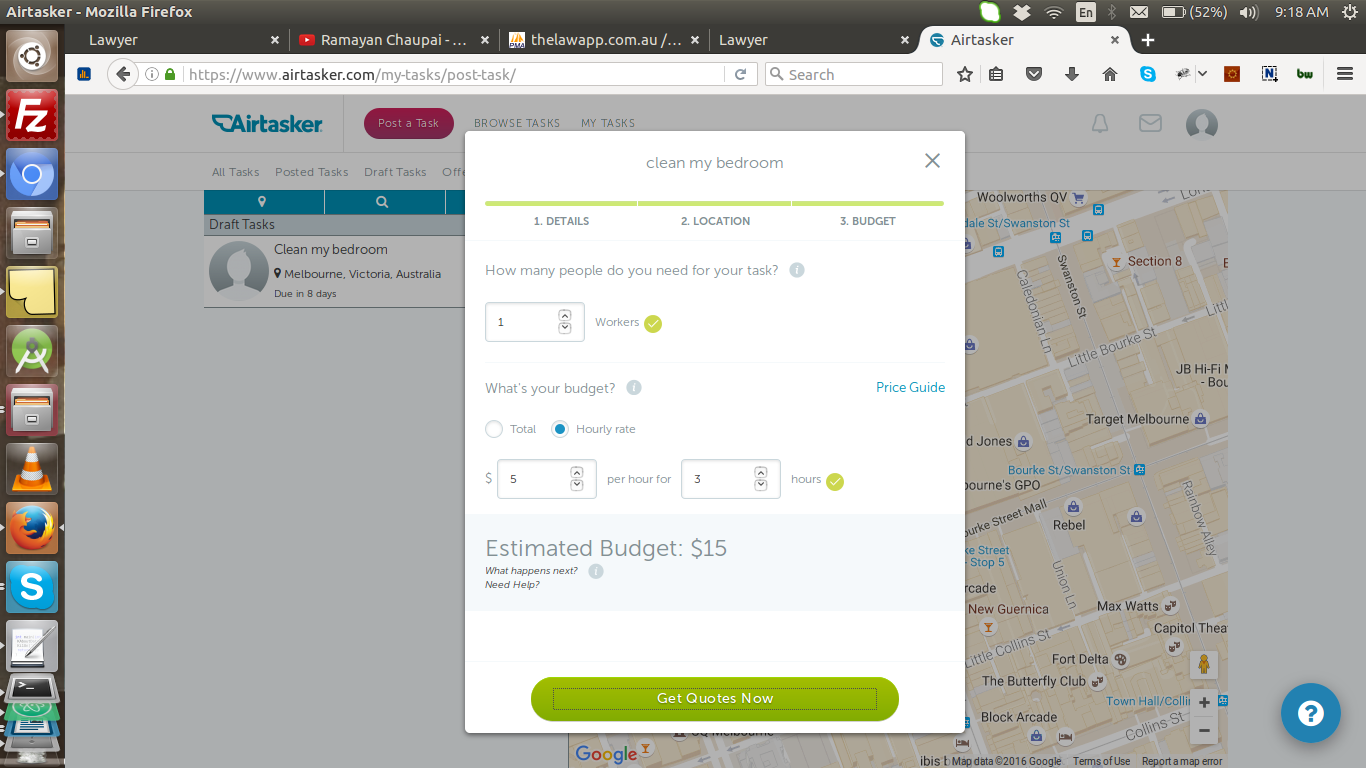 Airtasker - Mozilla Firefox
En
(52%)
9:18 AM
Lawyer
Ramayan Chaupai - ...
thelawapp.com.au /...
Lawyer
Airtasker
https://www.airtasker.com/my-tasks/post-task/
Search
bw
Airtasker
Post a Task
BROWSE TASKS
MY TASKS
All Tasks
Posted Tasks
Draft Tasks
Offe
Draft Tasks
Clean my bedroom
Melbourne, Victoria, Australia
Due in 8 days
clean my bedroom
1. DETAILS
2. LOCATION
3. BUDGET
How many people do you need for your task?
1
Workers
What's your budget?
Price Guide
Total
Hourly rate
$
5
per hour for
3
hours
Estimated Budget: $15
What happens next?
Need Help?
Get Quotes Now
Woolworths QV
dale St/Swanston St
Section 8
Swanston St
Caledonian Ln
Little Bourke St
Littl
JB Hi-Fi M
- Bou
Target Melbourne
d Jones
Bourke St/Swanston St
bourne's GPO
ourke Street Mall
Rebel
Rainbow Alley
ke Street
- Stop 5
Union Ln
rcade
New Guernica
Max Watts
Capitol Thea
Little Collins St
Fort Delta
The Butterfly Club
Town Hall/Colli
Block Arcade
Collins St
Google
ibis b
Map data ©2016 Google
Terms of Use
Report a map error